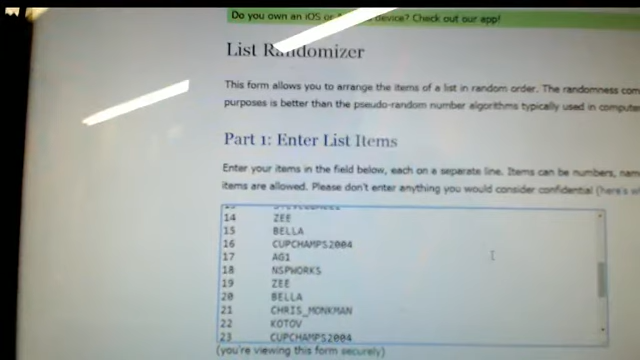 Do you own an iOS or device? Check out our app!
List Randomizer
This form allows you to arrange the items of a list in random order. The randomness com
purposes is better than the pseudo-random number algorithms typically used in compute
Part 1: Enter List Items
Enter your items in the field below, each on a separate line. Items can be numbers, nam
items are allowed. Please don't enter anything you would consider confidential (here's
14 ZEE
15 BELLA
16 CUPCHAMPS2004
17 AG1
18 NSPWORKS
19 ZEE
20 BELLA
21 CHRIS_MONKMAN
22 KOTOV
23 CUPCHAMPS2004
(you're viewing this form securely)